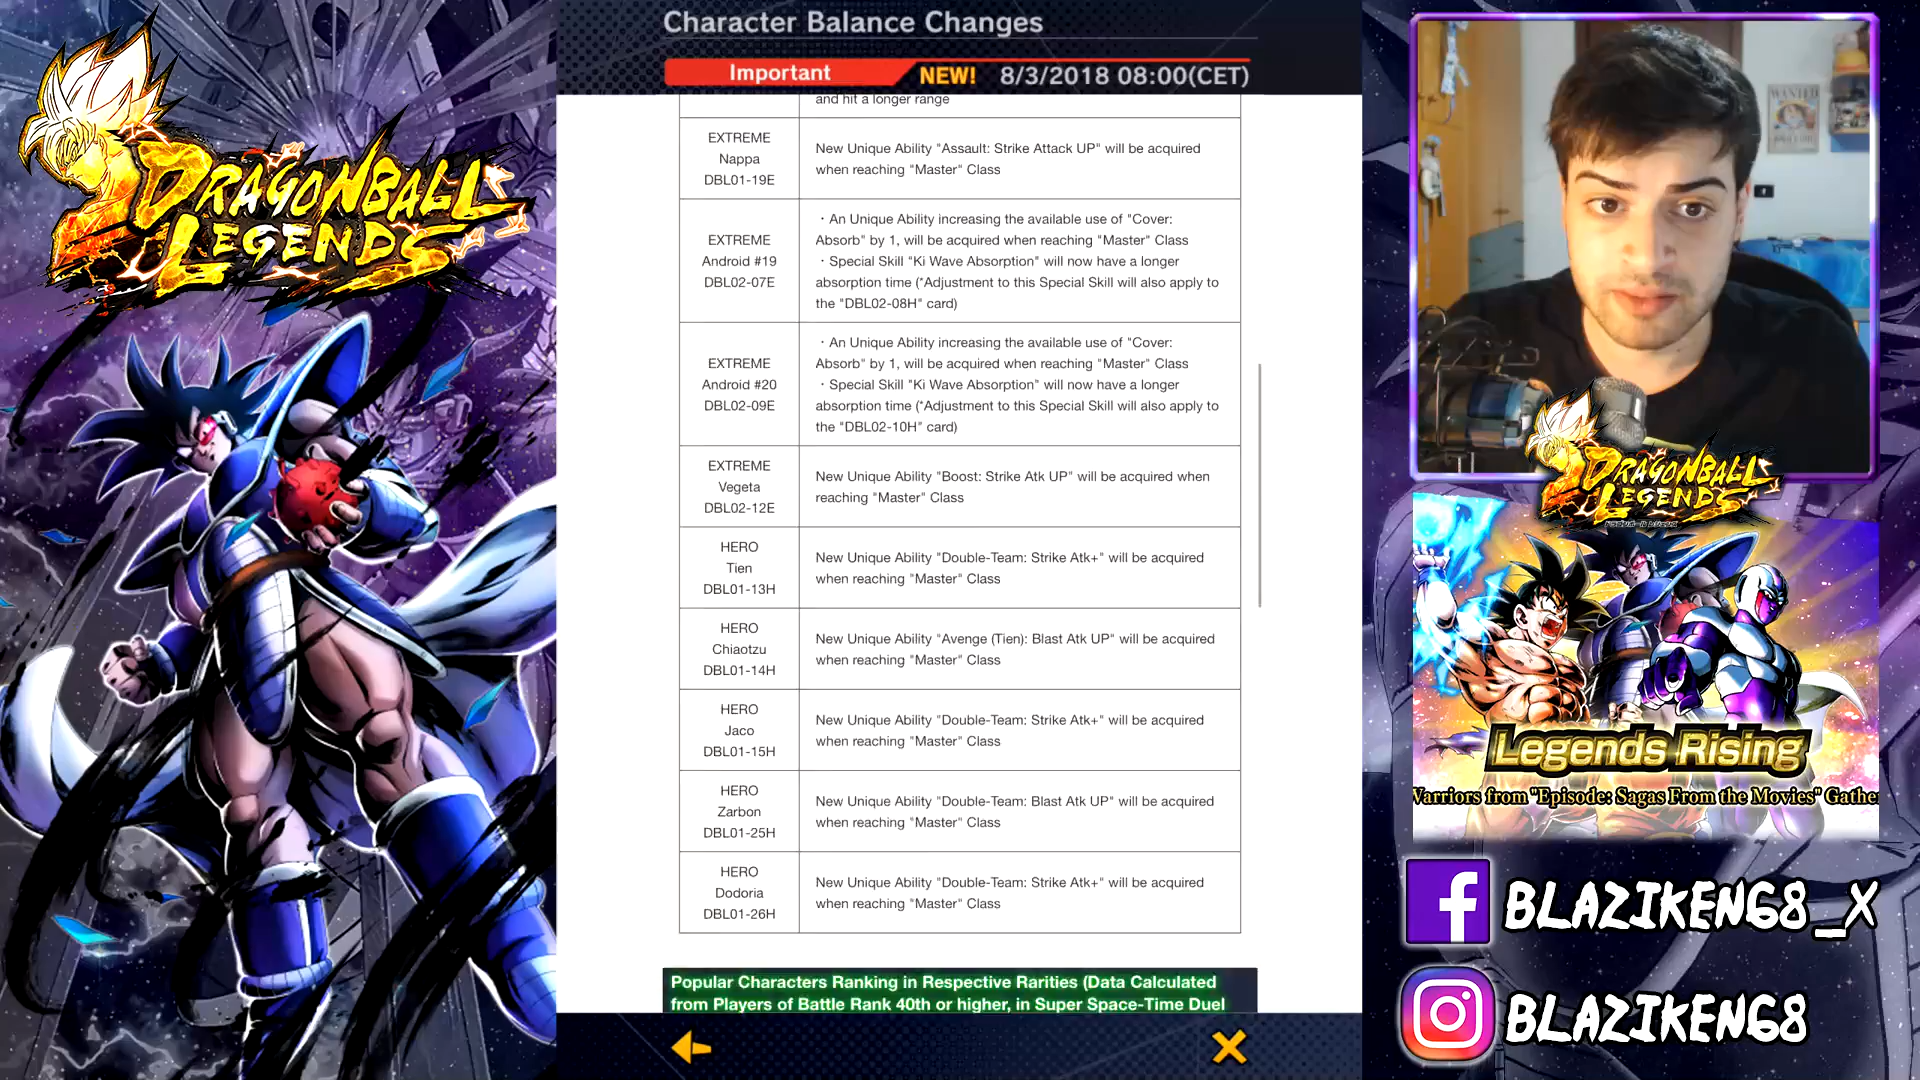 Character Balance Changes
Important NEW! 8/3/2018 08:00(CET)
and hit a longer range
EXTREME
Nappa
DBL01-19E
New Unique Ability "Assault: Strike Attack UP" will be acquired
when reaching "Master" Class
EXTREME
Android #19
DBL02-07E
・An Unique Ability increasing the available use of "Cover:
Absorb" by 1, will be acquired when reaching "Master" Class
・Special Skill "Ki Wave Absorption" will now have a longer
absorption time (*Adjustment to this Special Skill will also apply to
the "DBL02-08H" card)
EXTREME
Android #20
DBL02-09E
・An Unique Ability increasing the available use of "Cover:
Absorb" by 1, will be acquired when reaching "Master" Class
・Special Skill "Ki Wave Absorption" will now have a longer
absorption time (*Adjustment to this Special Skill will also apply to
the "DBL02-10H" card)
EXTREME
Vegeta
DBL02-12E
New Unique Ability "Boost: Strike Atk UP" will be acquired when
reaching "Master" Class
HERO
Tien
DBL01-13H
New Unique Ability "Double-Team: Strike Atk+" will be acquired
when reaching "Master" Class
HERO
Chiaotzu
DBL01-14H
New Unique Ability "Avenge (Tien): Blast Atk UP" will be acquired
when reaching "Master" Class
HERO
Jaco
DBL01-15H
New Unique Ability "Double-Team: Strike Atk+" will be acquired
when reaching "Master" Class
HERO
Zarbon
DBL01-25H
New Unique Ability "Double-Team: Blast Atk UP" will be acquired
when reaching "Master" Class
HERO
Dodoria
DBL01-26H
New Unique Ability "Double-Team: Strike Atk+" will be acquired
when reaching "Master" Class
Popular Characters Ranking in Respective Rarities (Data Calculated
from Players of Battle Rank 40th or higher, in Super Space-Time Duel
DRAGONBALL
LEGENDS
WANTED
DRAGONBALL
LEGENDS
Legends Rising
Warriors from "Episode: Sagas From the Movies" Gather
BLAZIKEN68_X
BLAZIKEN68